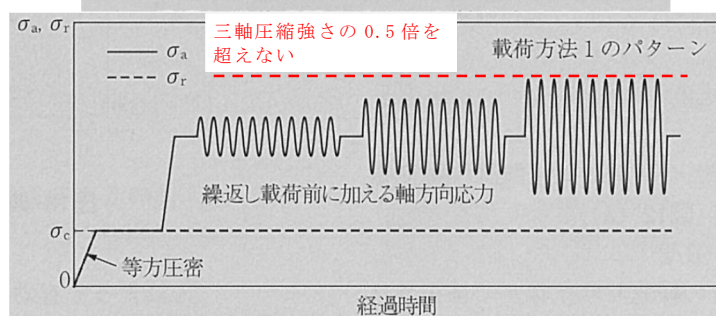 σa, σr
三軸圧縮強さの 0.5 倍を
超えない
載荷方法1のパターン
σa
σr
繰返し載荷前に加える軸方向応力
σc
等方圧密
0
経過時間